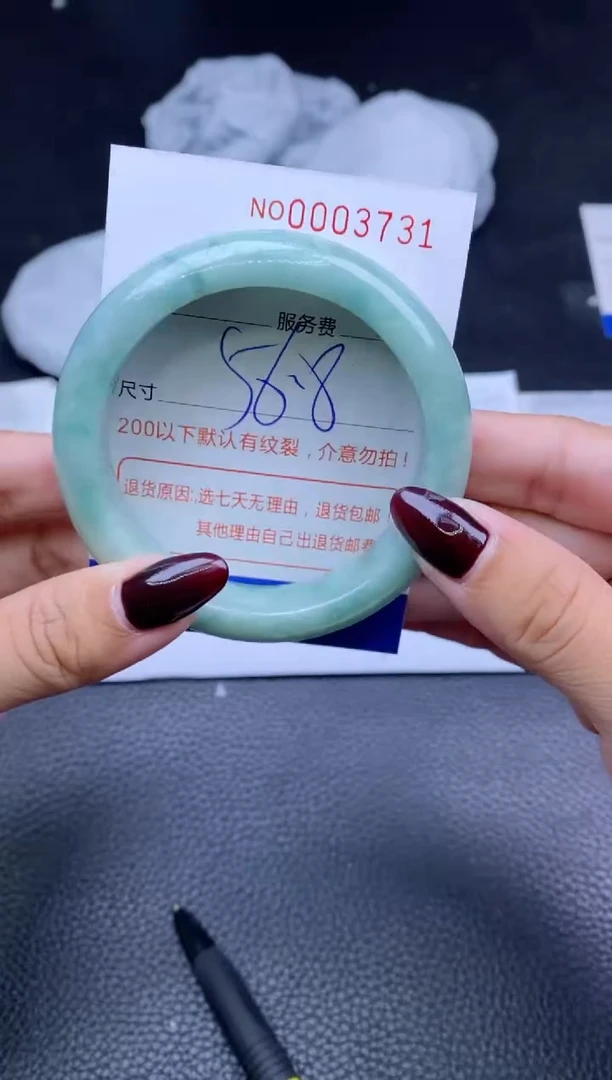 NO0003731
服务费
尺寸 56.8
200以下默认有纹裂，介意勿拍！
退货原因:选七天无理由，退货包邮
其他理由自己出退货邮费